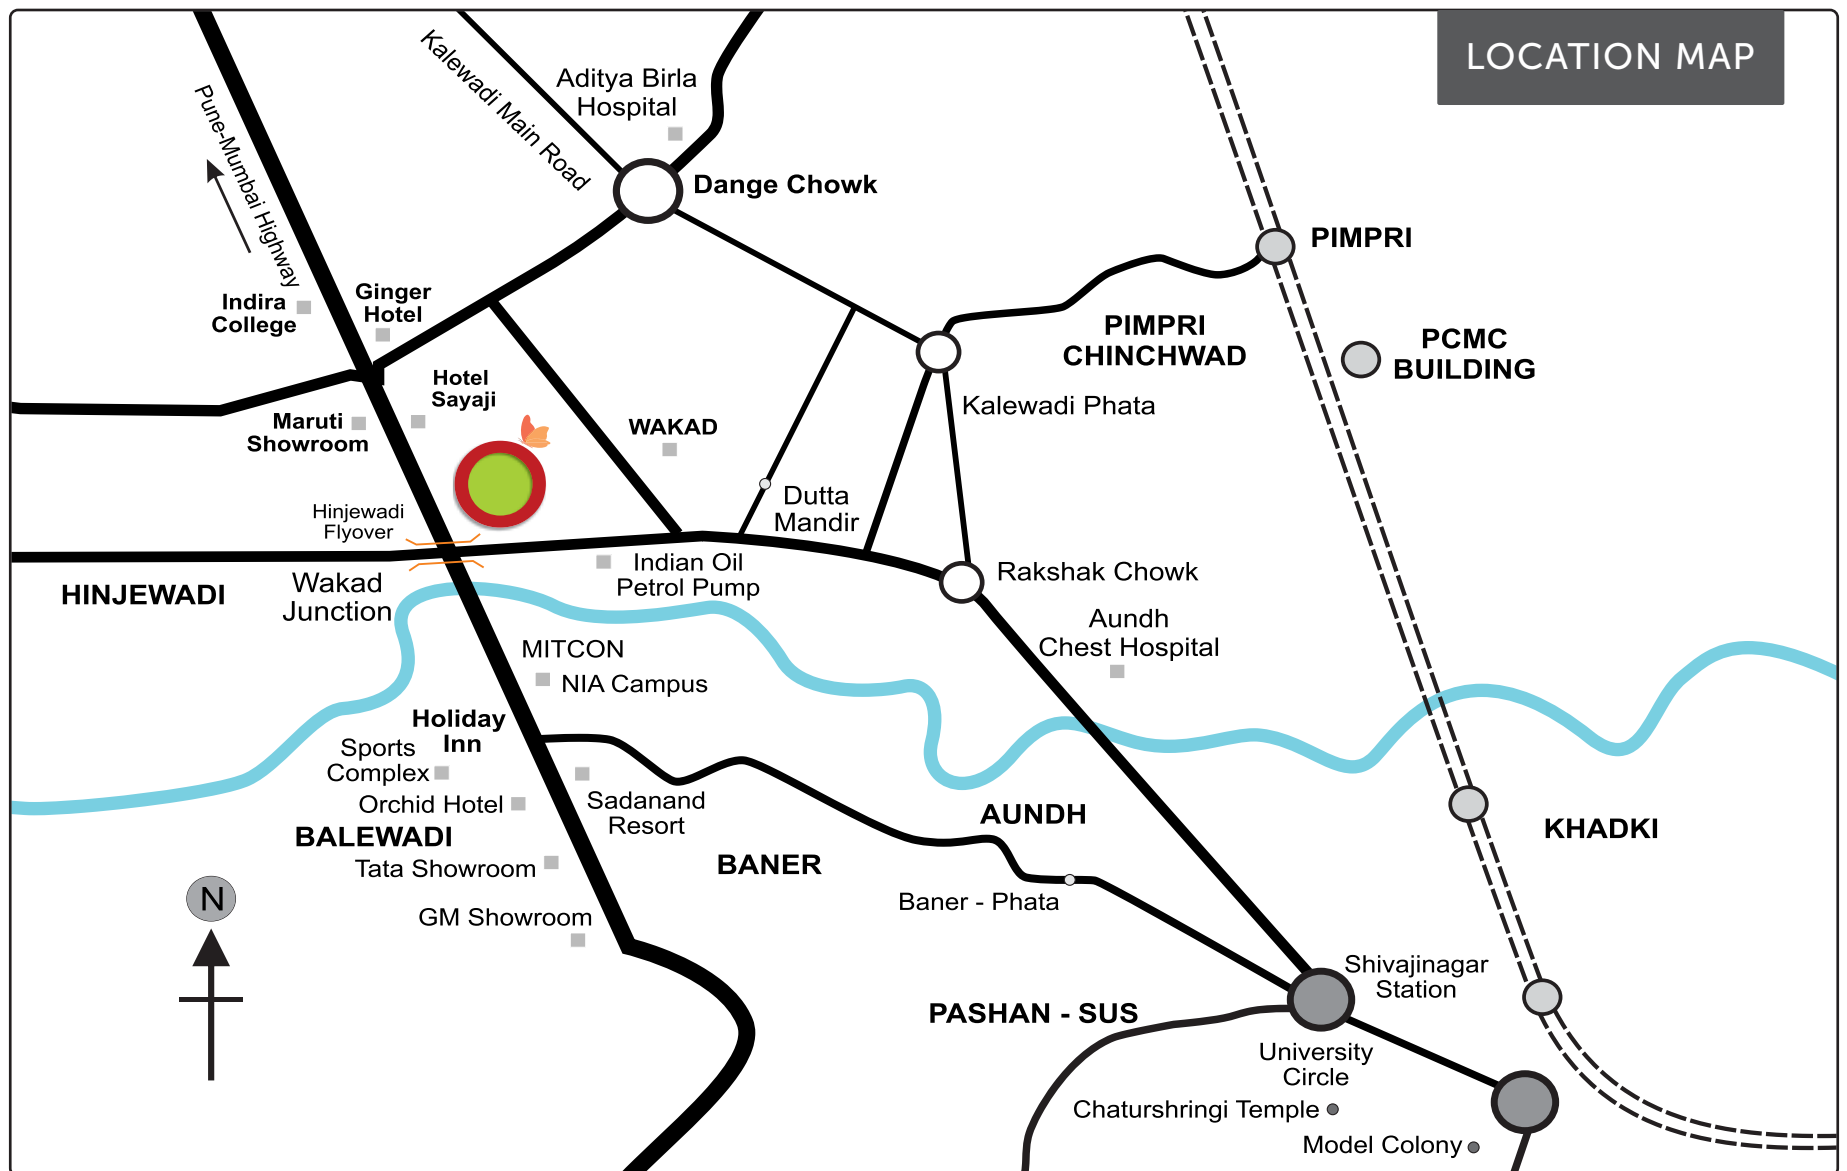 LOCATION MAP
Kalewadi Main Road
Aditya Birla
Hospital
Pune-Mumbai Highway
Dange Chowk
PIMPRI
Indira
College
Ginger
Hotel
PIMPRI
CHINCHWAD
PCMC
BUILDING
Hotel
Sayaji
Kalewadi Phata
Maruti
Showroom
WAKAD
Dutta
Mandir
Hinjewadi
Flyover
Indian Oil
Petrol Pump
Rakshak Chowk
HINJEWADI
Wakad
Junction
Aundh
Chest Hospital
MITCON
NIA Campus
Holiday
Inn
Sports
Complex
Orchid Hotel
Sadanand
Resort
BALEWADI
AUNDH
KHADKI
Tata Showroom
BANER
N
Baner - Phata
GM Showroom
Shivajinagar
Station
PASHAN - SUS
University
Circle
Chaturshringi Temple
Model Colony